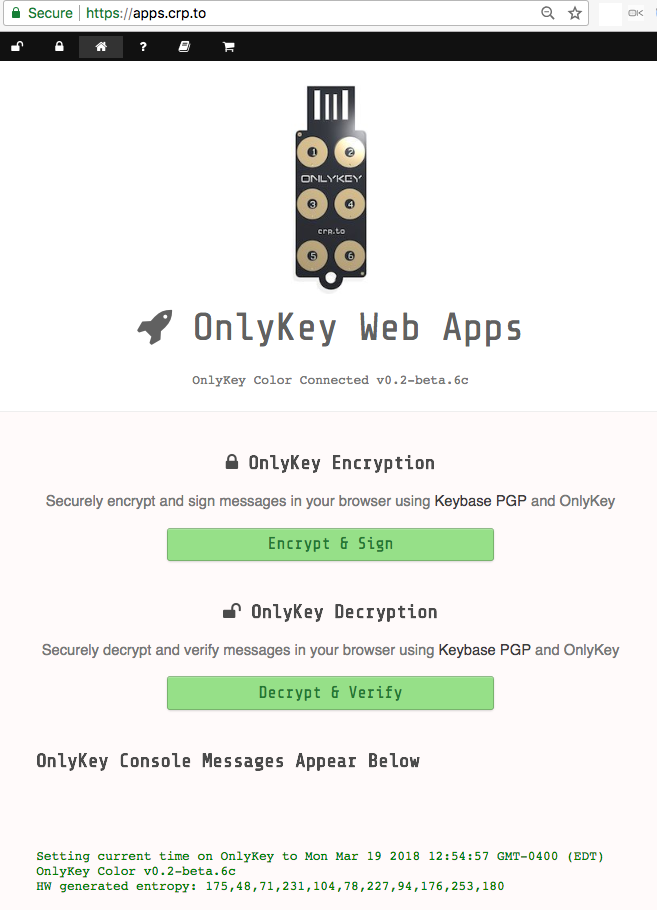 Secure https://apps.crp.to
1 2
ONLYKEY
3 4
crp.to
5 6
OnlyKey Web Apps
OnlyKey Color Connected v0.2-beta.6c
OnlyKey Encryption
Securely encrypt and sign messages in your browser using Keybase PGP and OnlyKey
Encrypt & Sign
OnlyKey Decryption
Securely decrypt and verify messages in your browser using Keybase PGP and OnlyKey
Decrypt & Verify
OnlyKey Console Messages Appear Below
Setting current time on OnlyKey to Mon Mar 19 2018 12:54:57 GMT-0400 (EDT)
OnlyKey Color v0.2-beta.6c
HW generated entropy: 175,48,71,231,104,78,227,94,176,253,180